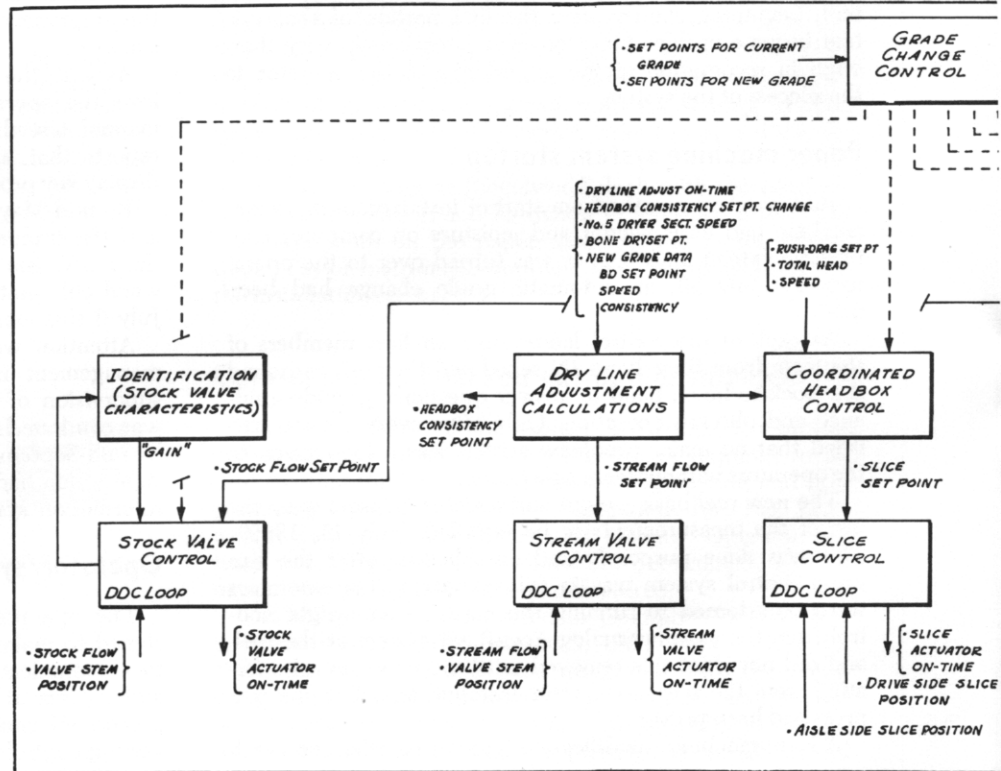 GRADE
CHANGE
CONTROL
• SET POINTS FOR CURRENT
GRADE
• SET POINTS FOR NEW GRADE
• DRYLINE ADJUST ON-TIME
• HEADBOX CONSISTENCY SET PT. CHANGE
• No.5 DRYER SECT. SPEED
• BONE DRYSET PT.
• NEW GRADE DATA
BD SET POINT
SPEED
CONSISTENCY
• RUSH-DRAG SET PT
• TOTAL HEAD
• SPEED
IDENTIFICATION
(STOCK VALVE
CHARACTERISTICS)
DRY LINE
ADJUSTMENT
CALCULATIONS
COORDINATED
HEADBOX
CONTROL
• HEADBOX
CONSISTENCY
SET POINT
"GAIN"
• STOCK FLOW SET POINT
• STREAM FLOW
SET POINT
• SLICE
SET POINT
STOCK VALVE
CONTROL
DDC LOOP
STREAM VALVE
CONTROL
DDC LOOP
SLICE
CONTROL
DDC LOOP
• STOCK FLOW
• VALVE STEM
POSITION
• STOCK
VALVE
ACTUATOR
ON-TIME
• STREAM FLOW
• VALVE STEM
POSITION
• STREAM
VALVE
ACTUATOR
ON-TIME
• SLICE
ACTUATOR
ON-TIME
• DRIVE SIDE SLICE
POSITION
• AISLE SIDE SLICE POSITION